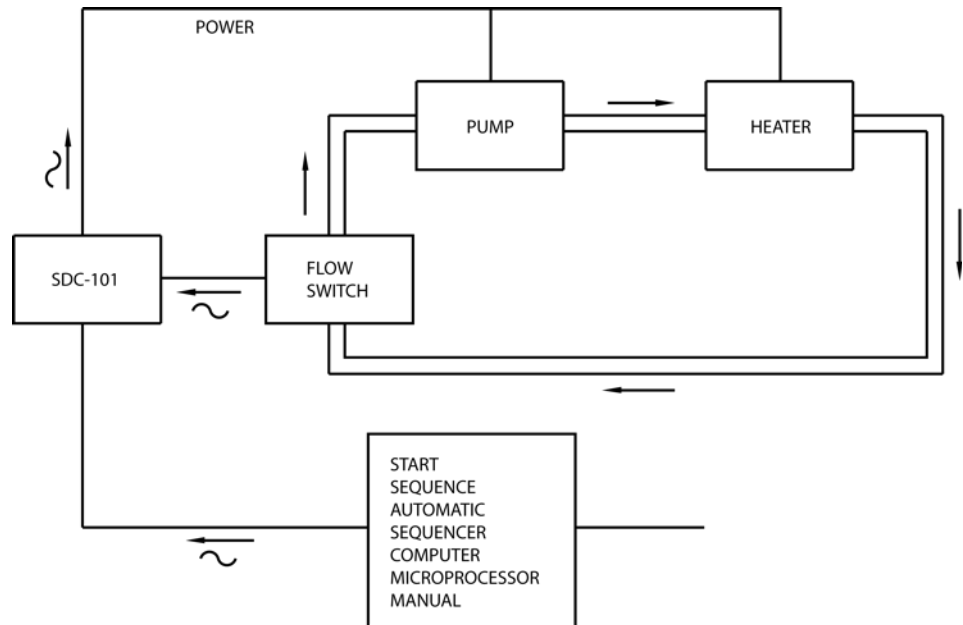 POWER
PUMP
HEATER
SDC-101
FLOW
SWITCH
START
SEQUENCE
AUTOMATIC
SEQUENCER
COMPUTER
MICROPROCESSOR
MANUAL